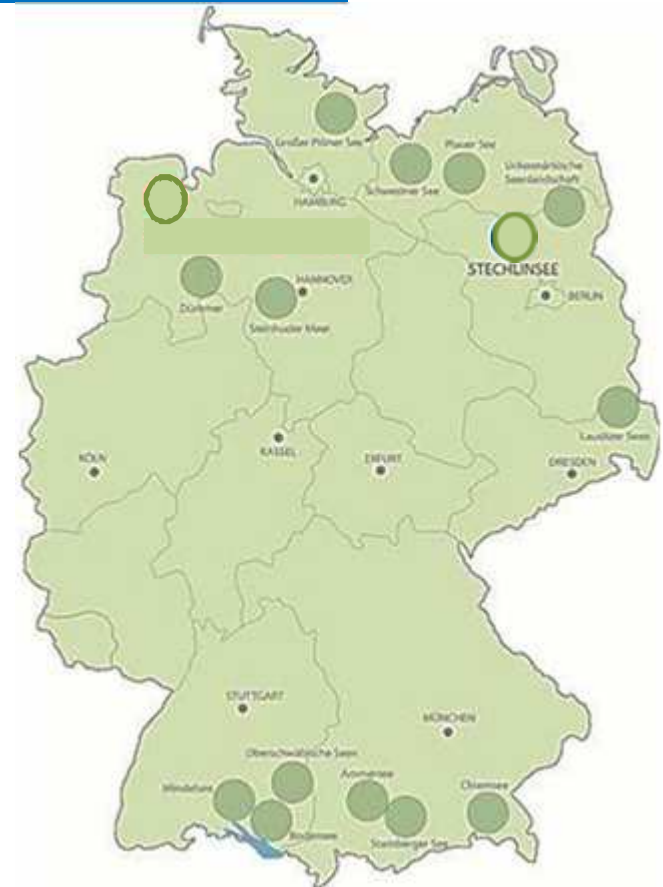 Großer Plöner See
Plauer See
Schweriner See
Uckermärkische
Seenlandschaft
HAMBURG
STECHLINSEE
BERLIN
HANNOVER
Dümmer
Steinhuder Meer
Lausitzer Seen
KASSEL
KÖLN
ERFURT
DRESDEN
STUTTGART
MÜNCHEN
Oberschwäbische Seen
Mindelsee
Ammersee
Chiemsee
Bodensee
Starnberger See